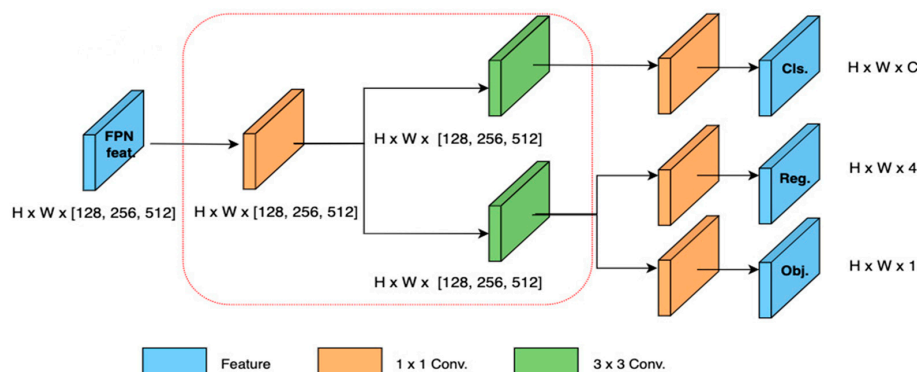 FPN
feat.
H x W x [128, 256, 512]
H x W x [128, 256, 512]
H x W x [128, 256, 512]
H x W x [128, 256, 512]
Cls.
H x W x C
Reg.
H x W x 4
Obj.
H x W x 1
Feature
1 x 1 Conv.
3 x 3 Conv.